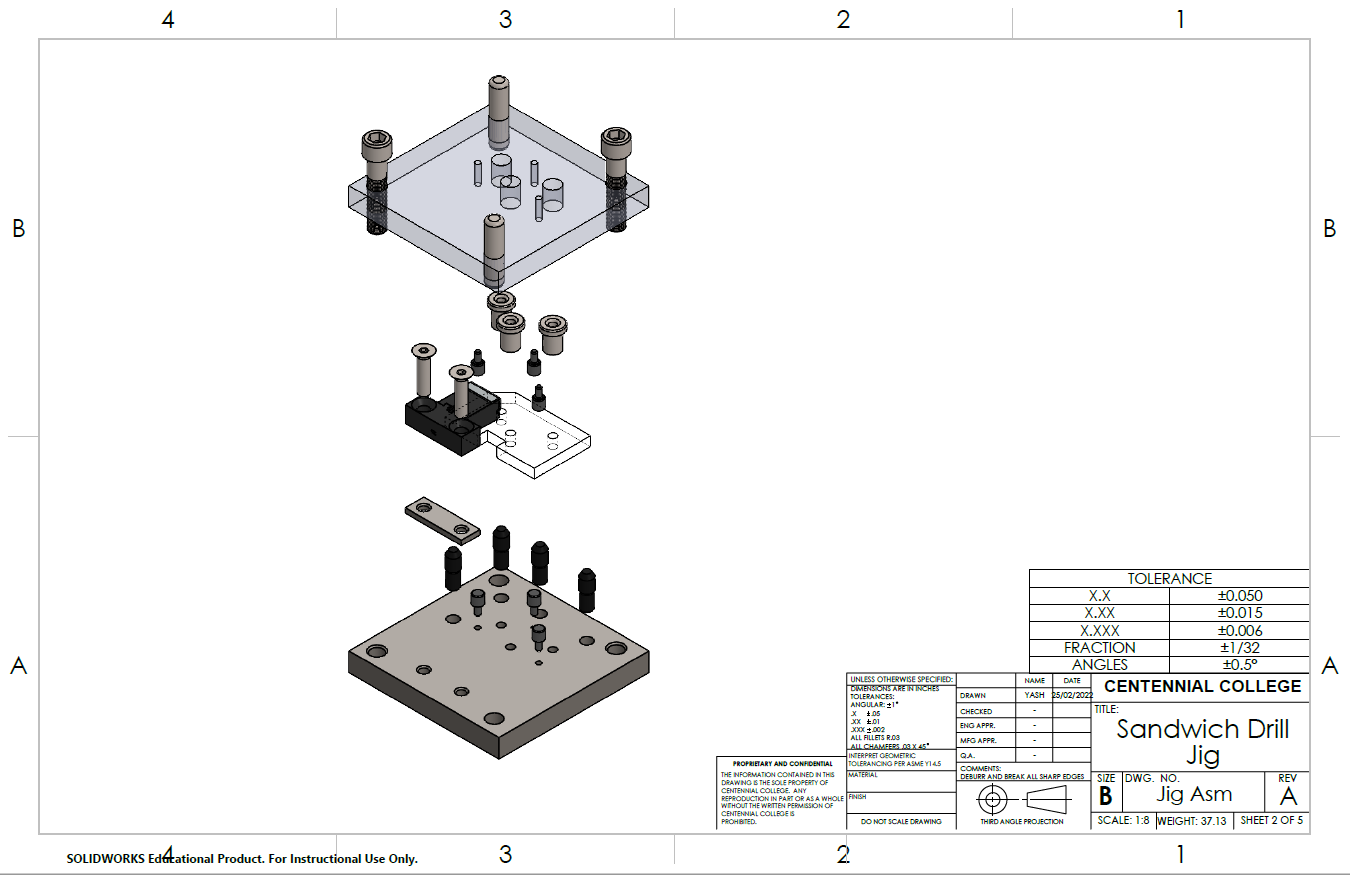 4 3 2 1
B B
TOLERANCE
X.X ±0.050
X.XX ±0.015
X.XXX ±0.006
FRACTION ±1/32
ANGLES ±0.5°
A A
UNLESS OTHERWISE SPECIFIED:
DIMENSIONS ARE IN INCHES
TOLERANCES:
ANGULAR: ±1°
.X ±.05
.XX ±.01
.XXX ±.002
ALL FILLETS R.03
ALL CHAMFERS .03 X 45°
INTERPRET GEOMETRIC
TOLERANCING PER ASME Y14.5
MATERIAL
FINISH
DO NOT SCALE DRAWING
NAME DATE
DRAWN YASH 25/02/2022
CHECKED -
ENG APPR. -
MFG APPR. -
Q.A. -
COMMENTS:
DEBURR AND BREAK ALL SHARP EDGES
THIRD ANGLE PROJECTION
CENTENNIAL COLLEGE
TITLE:
Sandwich Drill
Jig
SIZE DWG. NO. REV
B Jig Asm A
SCALE: 1:8 WEIGHT: 37.13 SHEET 2 OF 5
PROPRIETARY AND CONFIDENTIAL
THE INFORMATION CONTAINED IN THIS
DRAWING IS THE SOLE PROPERTY OF
CENTENNIAL COLLEGE. ANY
REPRODUCTION IN PART OR AS A WHOLE
WITHOUT THE WRITTEN PERMISSION OF
CENTENNIAL COLLEGE IS
PROHIBITED.
4 3 2 1
SOLIDWORKS Educational Product. For Instructional Use Only.